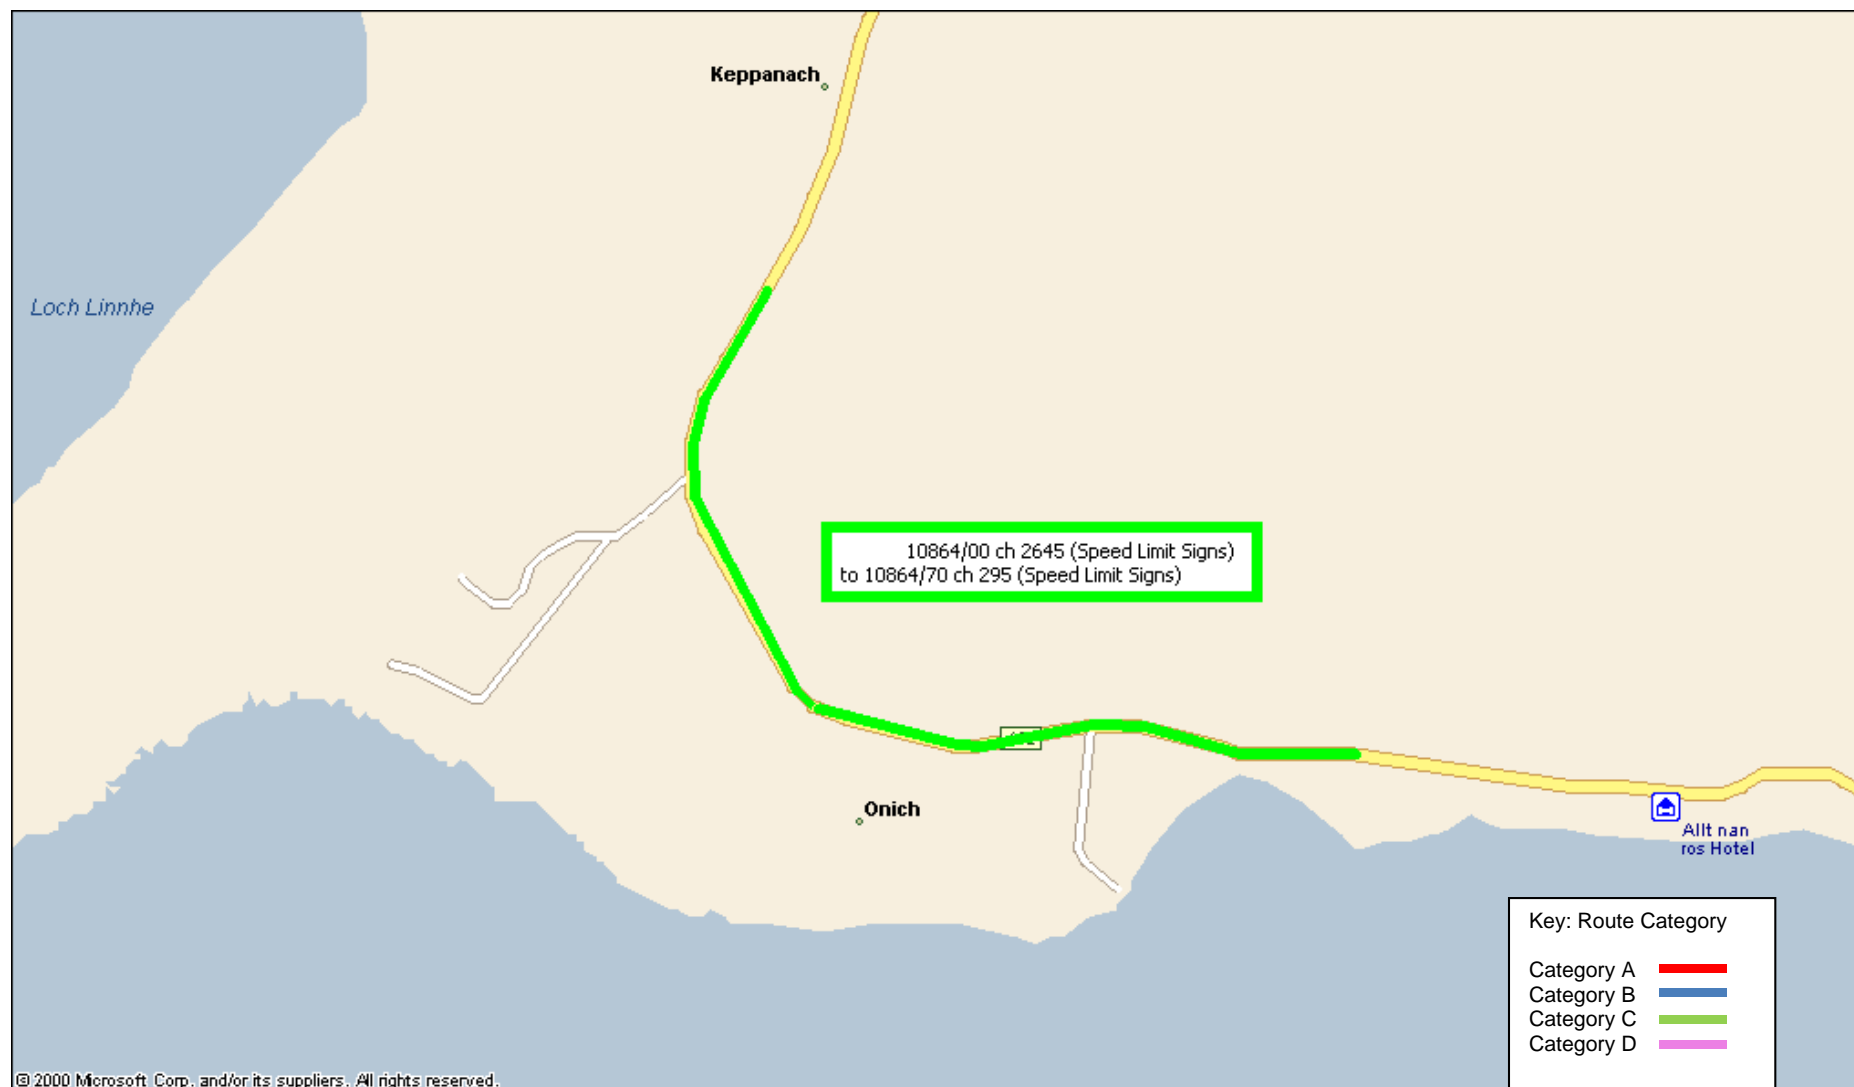 Keppanach
Loch Linnhe
10864/00 ch 2645 (Speed Limit Signs)
to 10864/70 ch 295 (Speed Limit Signs)
Onich
Allt nan
ros Hotel
Key: Route Category
Category A
Category B
Category C
Category D
© 2000 Microsoft Corp. and/or its suppliers. All rights reserved.